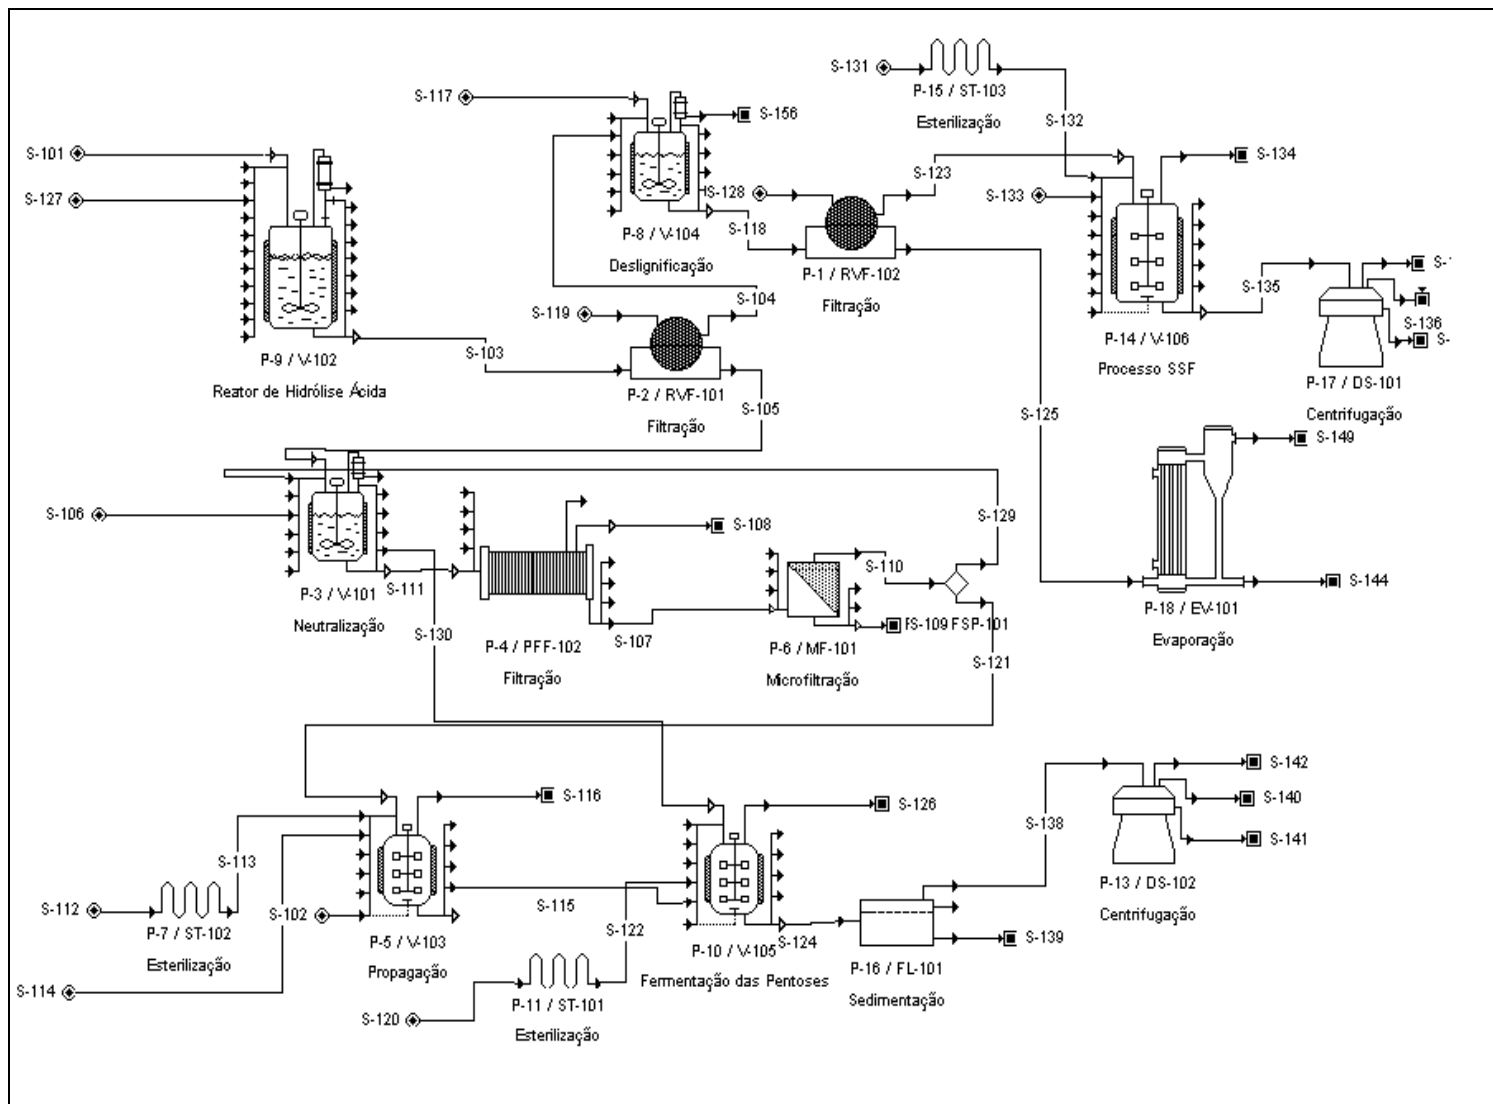 S-131
P-15 / ST-103
Esterilização
S-132
S-117
S-156
S-101
S-127
S-123
S-134
S-128
S-133
P-8 / V-104
Deslignificação
S-118
P-1 / RVF-102
Filtração
S-104
S-135
S-136
P-14 / V-106
Processo SSF
P-17 / DS-101
Centrifugação
S-119
S-103
P-9 / V-102
Reator de Hidrólise Ácida
P-2 / RVF-101
Filtração
S-105
S-125
S-149
S-106
S-108
S-129
S-110
S-111
S-144
P-3 / V-101
Neutralização
S-130
P-4 / PFF-102
Filtração
S-107
P-6 / MF-101
Microfiltração
S-109
FSP-101
S-121
P-18 / EV-101
Evaporação
S-116
S-126
S-142
S-140
S-138
S-141
S-113
S-112
P-7 / ST-102
Esterilização
S-102
P-5 / V-103
Propagação
S-115
S-122
P-10 / V-105
Fermentação das Pentoses
S-124
S-139
P-16 / FL-101
Sedimentação
P-13 / DS-102
Centrifugação
S-114
S-120
P-11 / ST-101
Esterilização